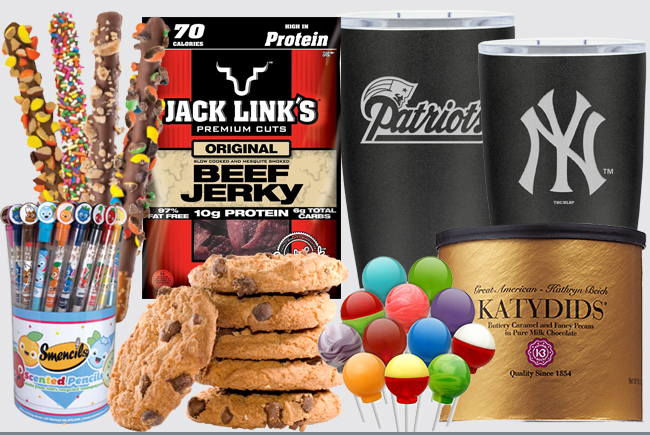 70
CALORIES
HIGH IN
Protein
JACK LINK'S
PREMIUM CUTS
ORIGINAL
SLOW COOKED AND MESQUITE SMOKED
BEEF
JERKY
97%
FAT FREE
10g PROTEIN
6g TOTAL
CARBS
Patriots
NY
TM
Smencils
Scented Pencils
Great American - Kathryn Beich
KATYDIDS®
Buttery Caramel and Fancy Pecans
in Pure Milk Chocolate
Quality Since 1854